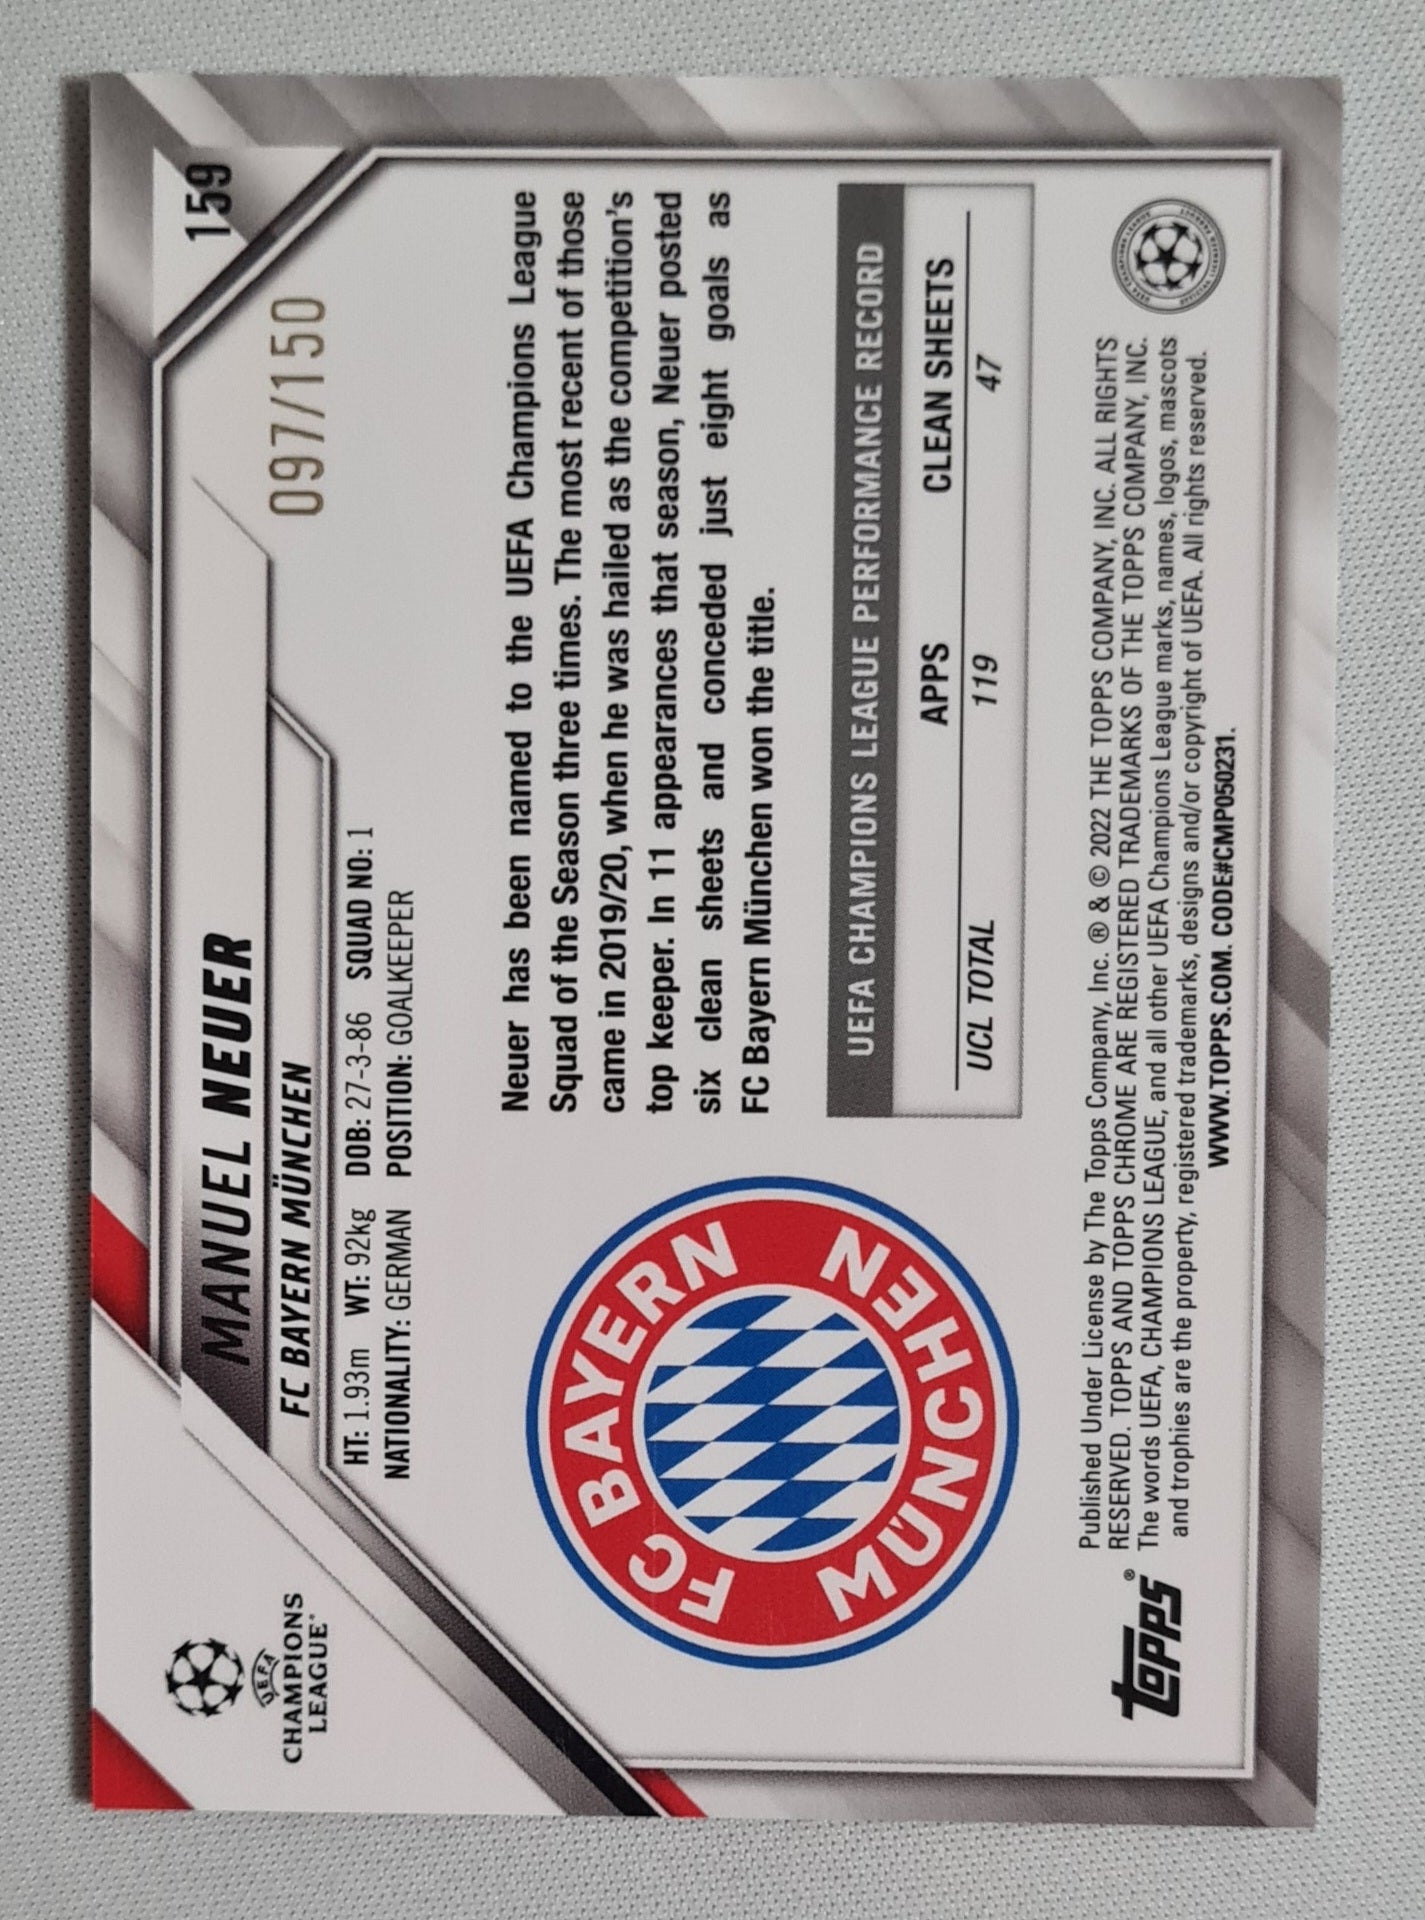 UEFA
CHAMPIONS
LEAGUE
MANUEL NEUER
159
FC BAYERN MÜNCHEN
097/150
HT: 1.93m WT: 92kg DOB: 27-3-86 SQUAD NO: 1
NATIONALITY: GERMAN POSITION: GOALKEEPER
FC BAYERN
MÜNCHEN
Neuer has been named to the UEFA Champions League
Squad of the Season three times. The most recent of those
came in 2019/20, when he was hailed as the competition's
top keeper. In 11 appearances that season, Neuer posted
six clean sheets and conceded just eight goals as
FC Bayern München won the title.
UEFA CHAMPIONS LEAGUE PERFORMANCE RECORD
APPS CLEAN SHEETS
UCL TOTAL 119 47
Topps®
Published Under License by The Topps Company, Inc. ® & © 2022 THE TOPPS COMPANY, INC. ALL RIGHTS
RESERVED. TOPPS AND TOPPS CHROME ARE REGISTERED TRADEMARKS OF THE TOPPS COMPANY, INC.
The words UEFA, CHAMPIONS LEAGUE, and all other UEFA Champions League marks, names, logos, mascots
and trophies are the property, registered trademarks, designs and/or copyright of UEFA. All rights reserved.
WWW.TOPPS.COM. CODE#CMP050231.